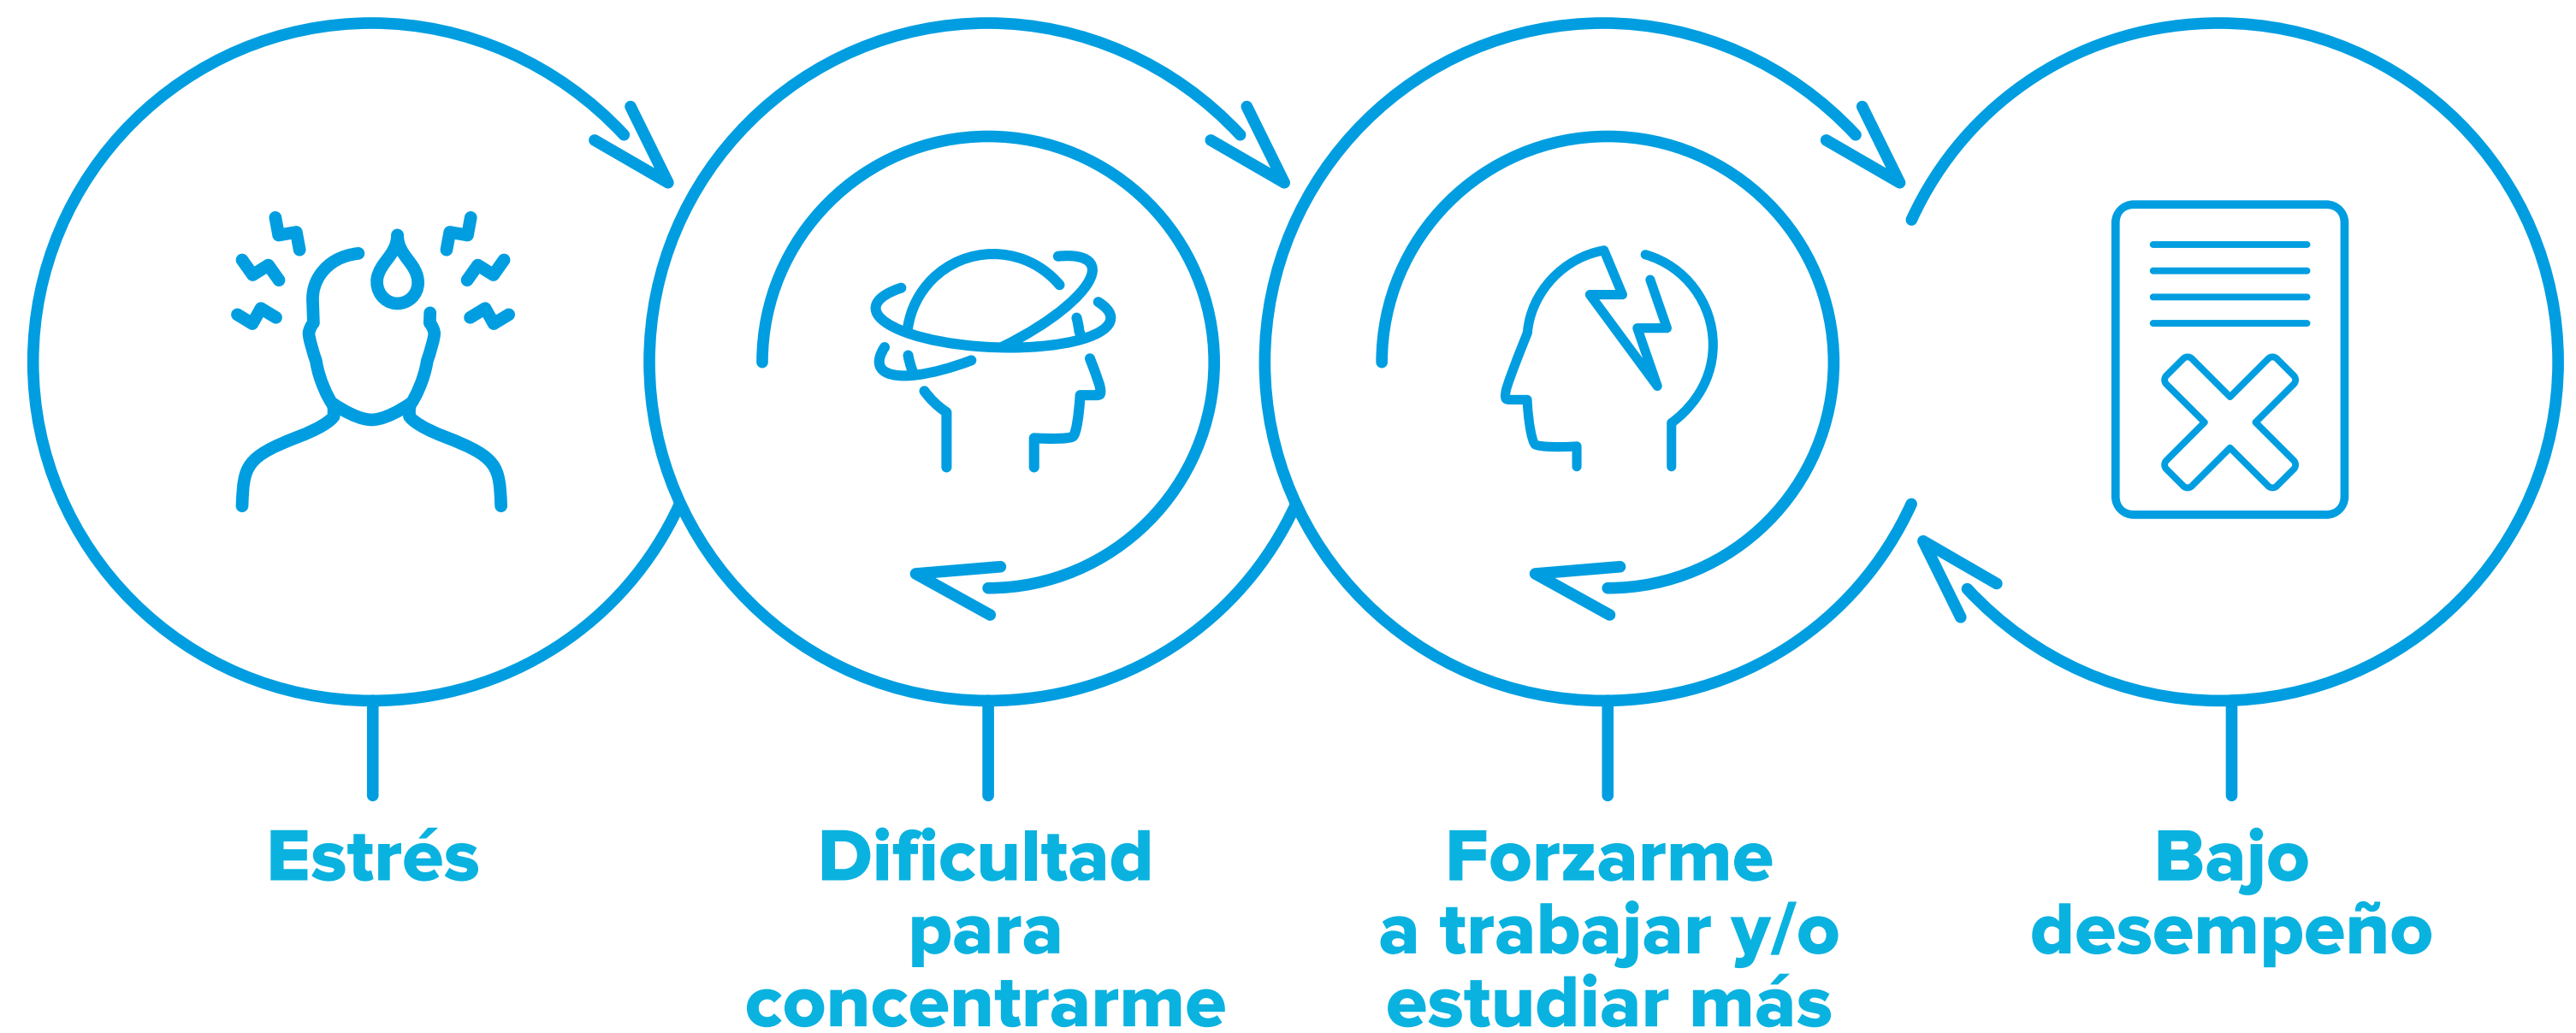 Estrés
Dificultad
para
concentrarme
Forzarme
a trabajar y/o
estudiar más
Bajo
desempeño